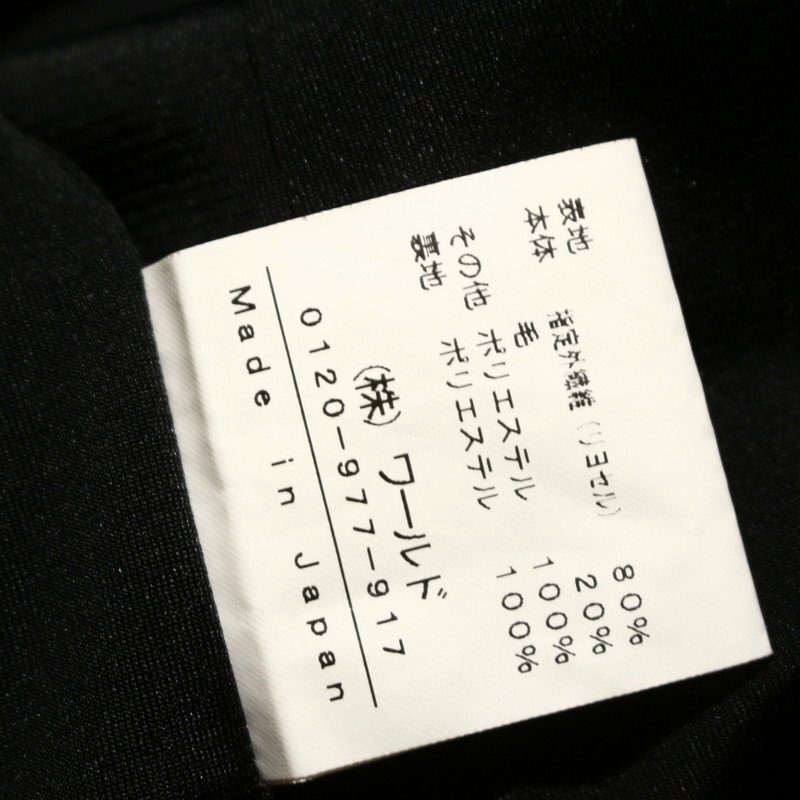 表地
本体 指定外繊維（リヨセル） 80%
毛 20%
その他 ポリエステル 100%
裏地 ポリエステル 100%
（株）ワールド
0120-977-917
Made in Japan